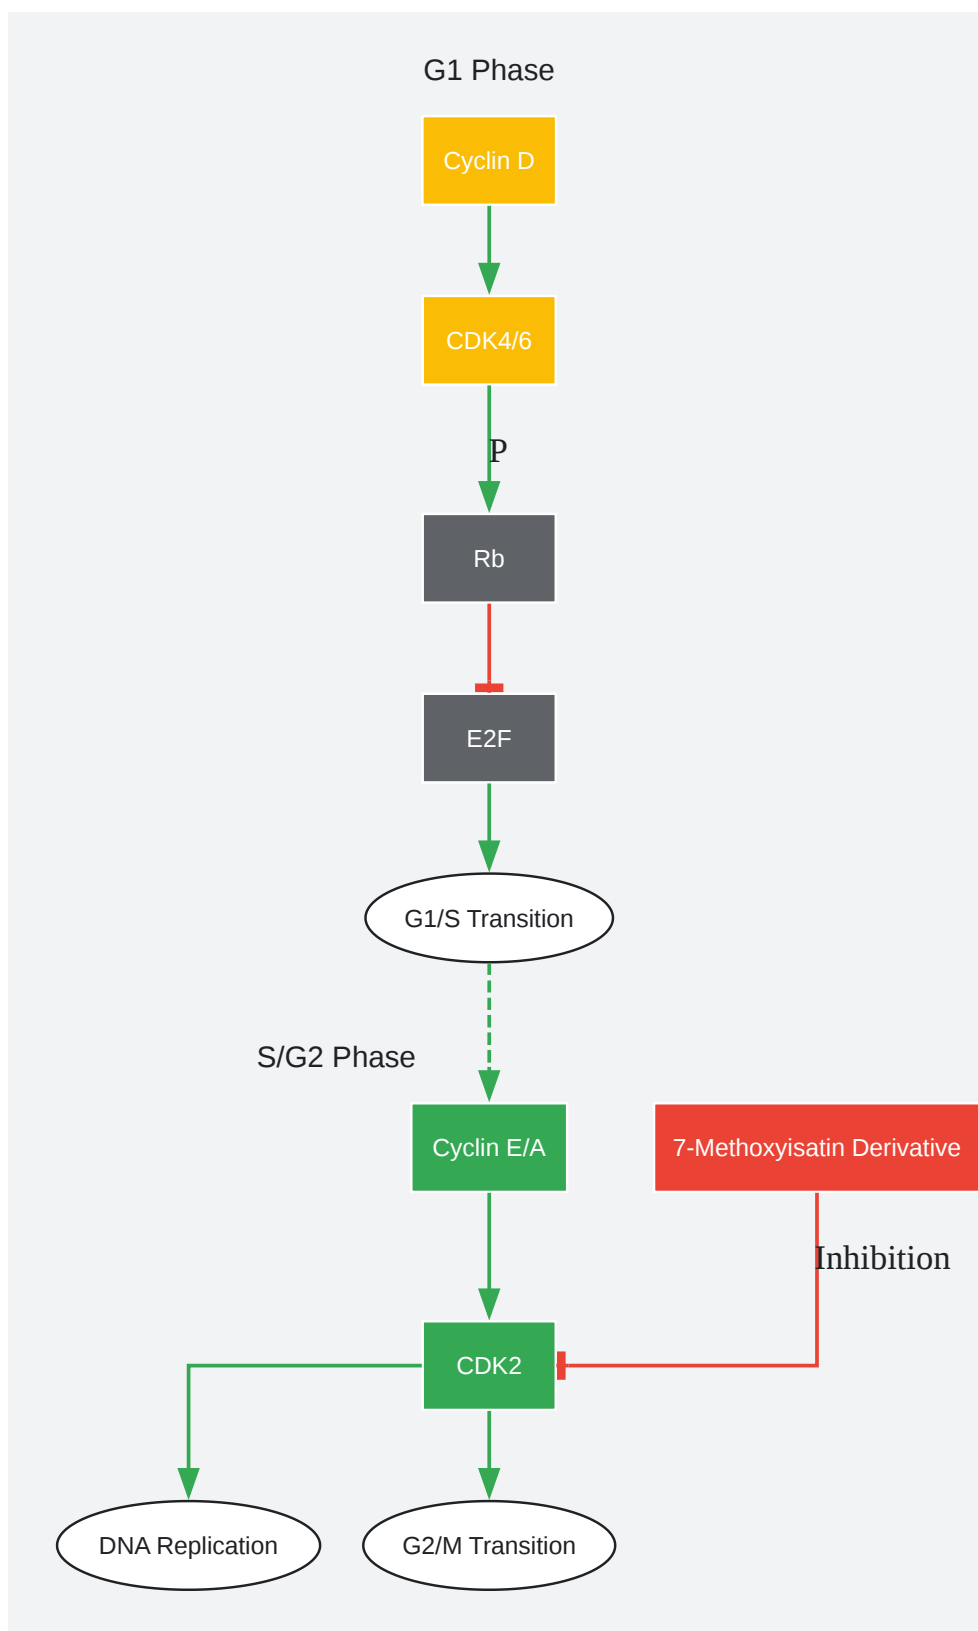 G1 Phase
Cyclin D
CDK4/6
P
Rb
E2F
G1/S Transition
S/G2 Phase
Cyclin E/A
7-Methoxyisatin Derivative
Inhibition
CDK2
DNA Replication
G2/M Transition